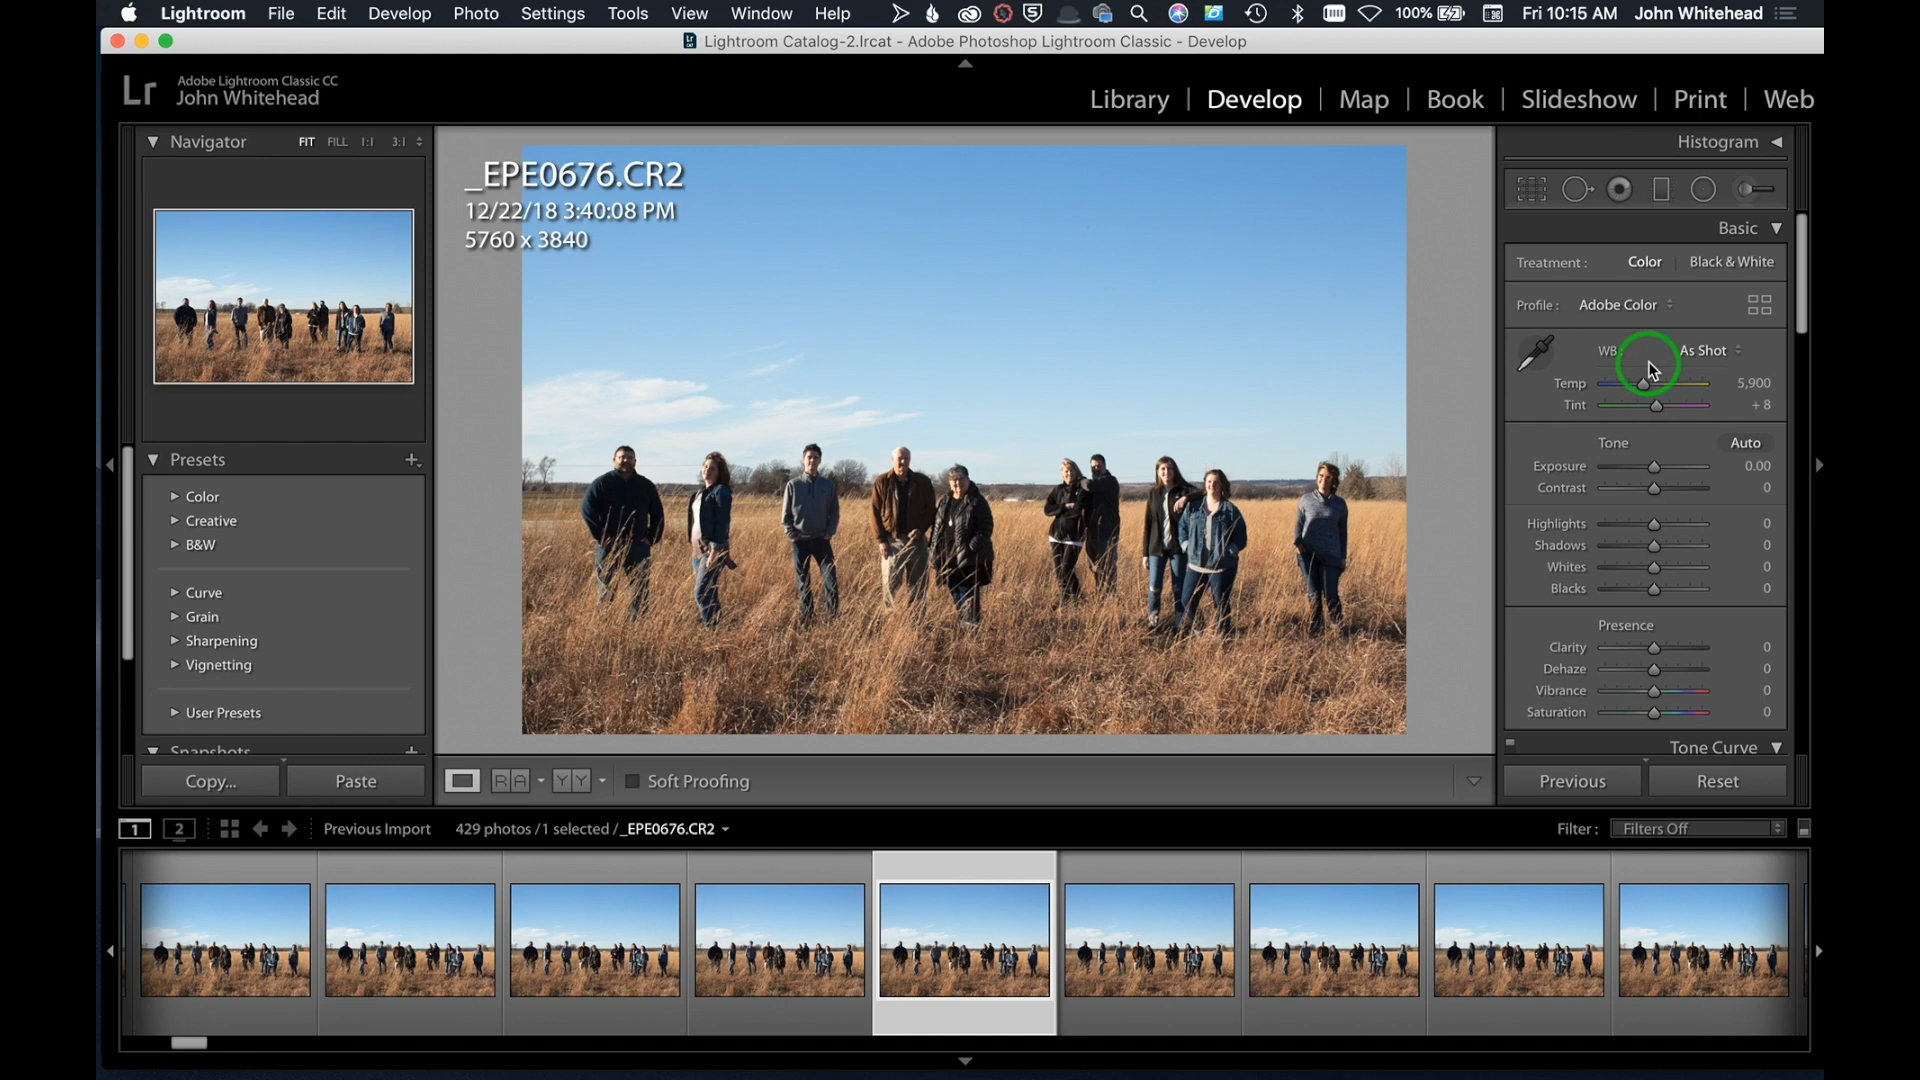 Lightroom File Edit Develop Photo Settings Tools View Window Help 100% Fri 10:15 AM John Whitehead
Lightroom Catalog-2.lrcat - Adobe Photoshop Lightroom Classic - Develop
Lr Adobe Lightroom Classic CC
John Whitehead
Library | Develop | Map | Book | Slideshow | Print | Web
Navigator FIT FILL 1:1 3:1
Presets +
Color
Creative
B&W
Curve
Grain
Sharpening
Vignetting
User Presets
Snapshots +
Copy... Paste
_EPE0676.CR2
12/22/18 3:40:08 PM
5760 x 3840
R A Y Y Soft Proofing
Histogram
Basic
Treatment : Color Black & White
Profile : Adobe Color
WB : As Shot
Temp 5,900
Tint + 8
Tone Auto
Exposure 0.00
Contrast 0
Highlights 0
Shadows 0
Whites 0
Blacks 0
Presence
Clarity 0
Dehaze 0
Vibrance 0
Saturation 0
Tone Curve
Previous Reset
1 2 Previous Import 429 photos / 1 selected / _EPE0676.CR2 Filter : Filters Off